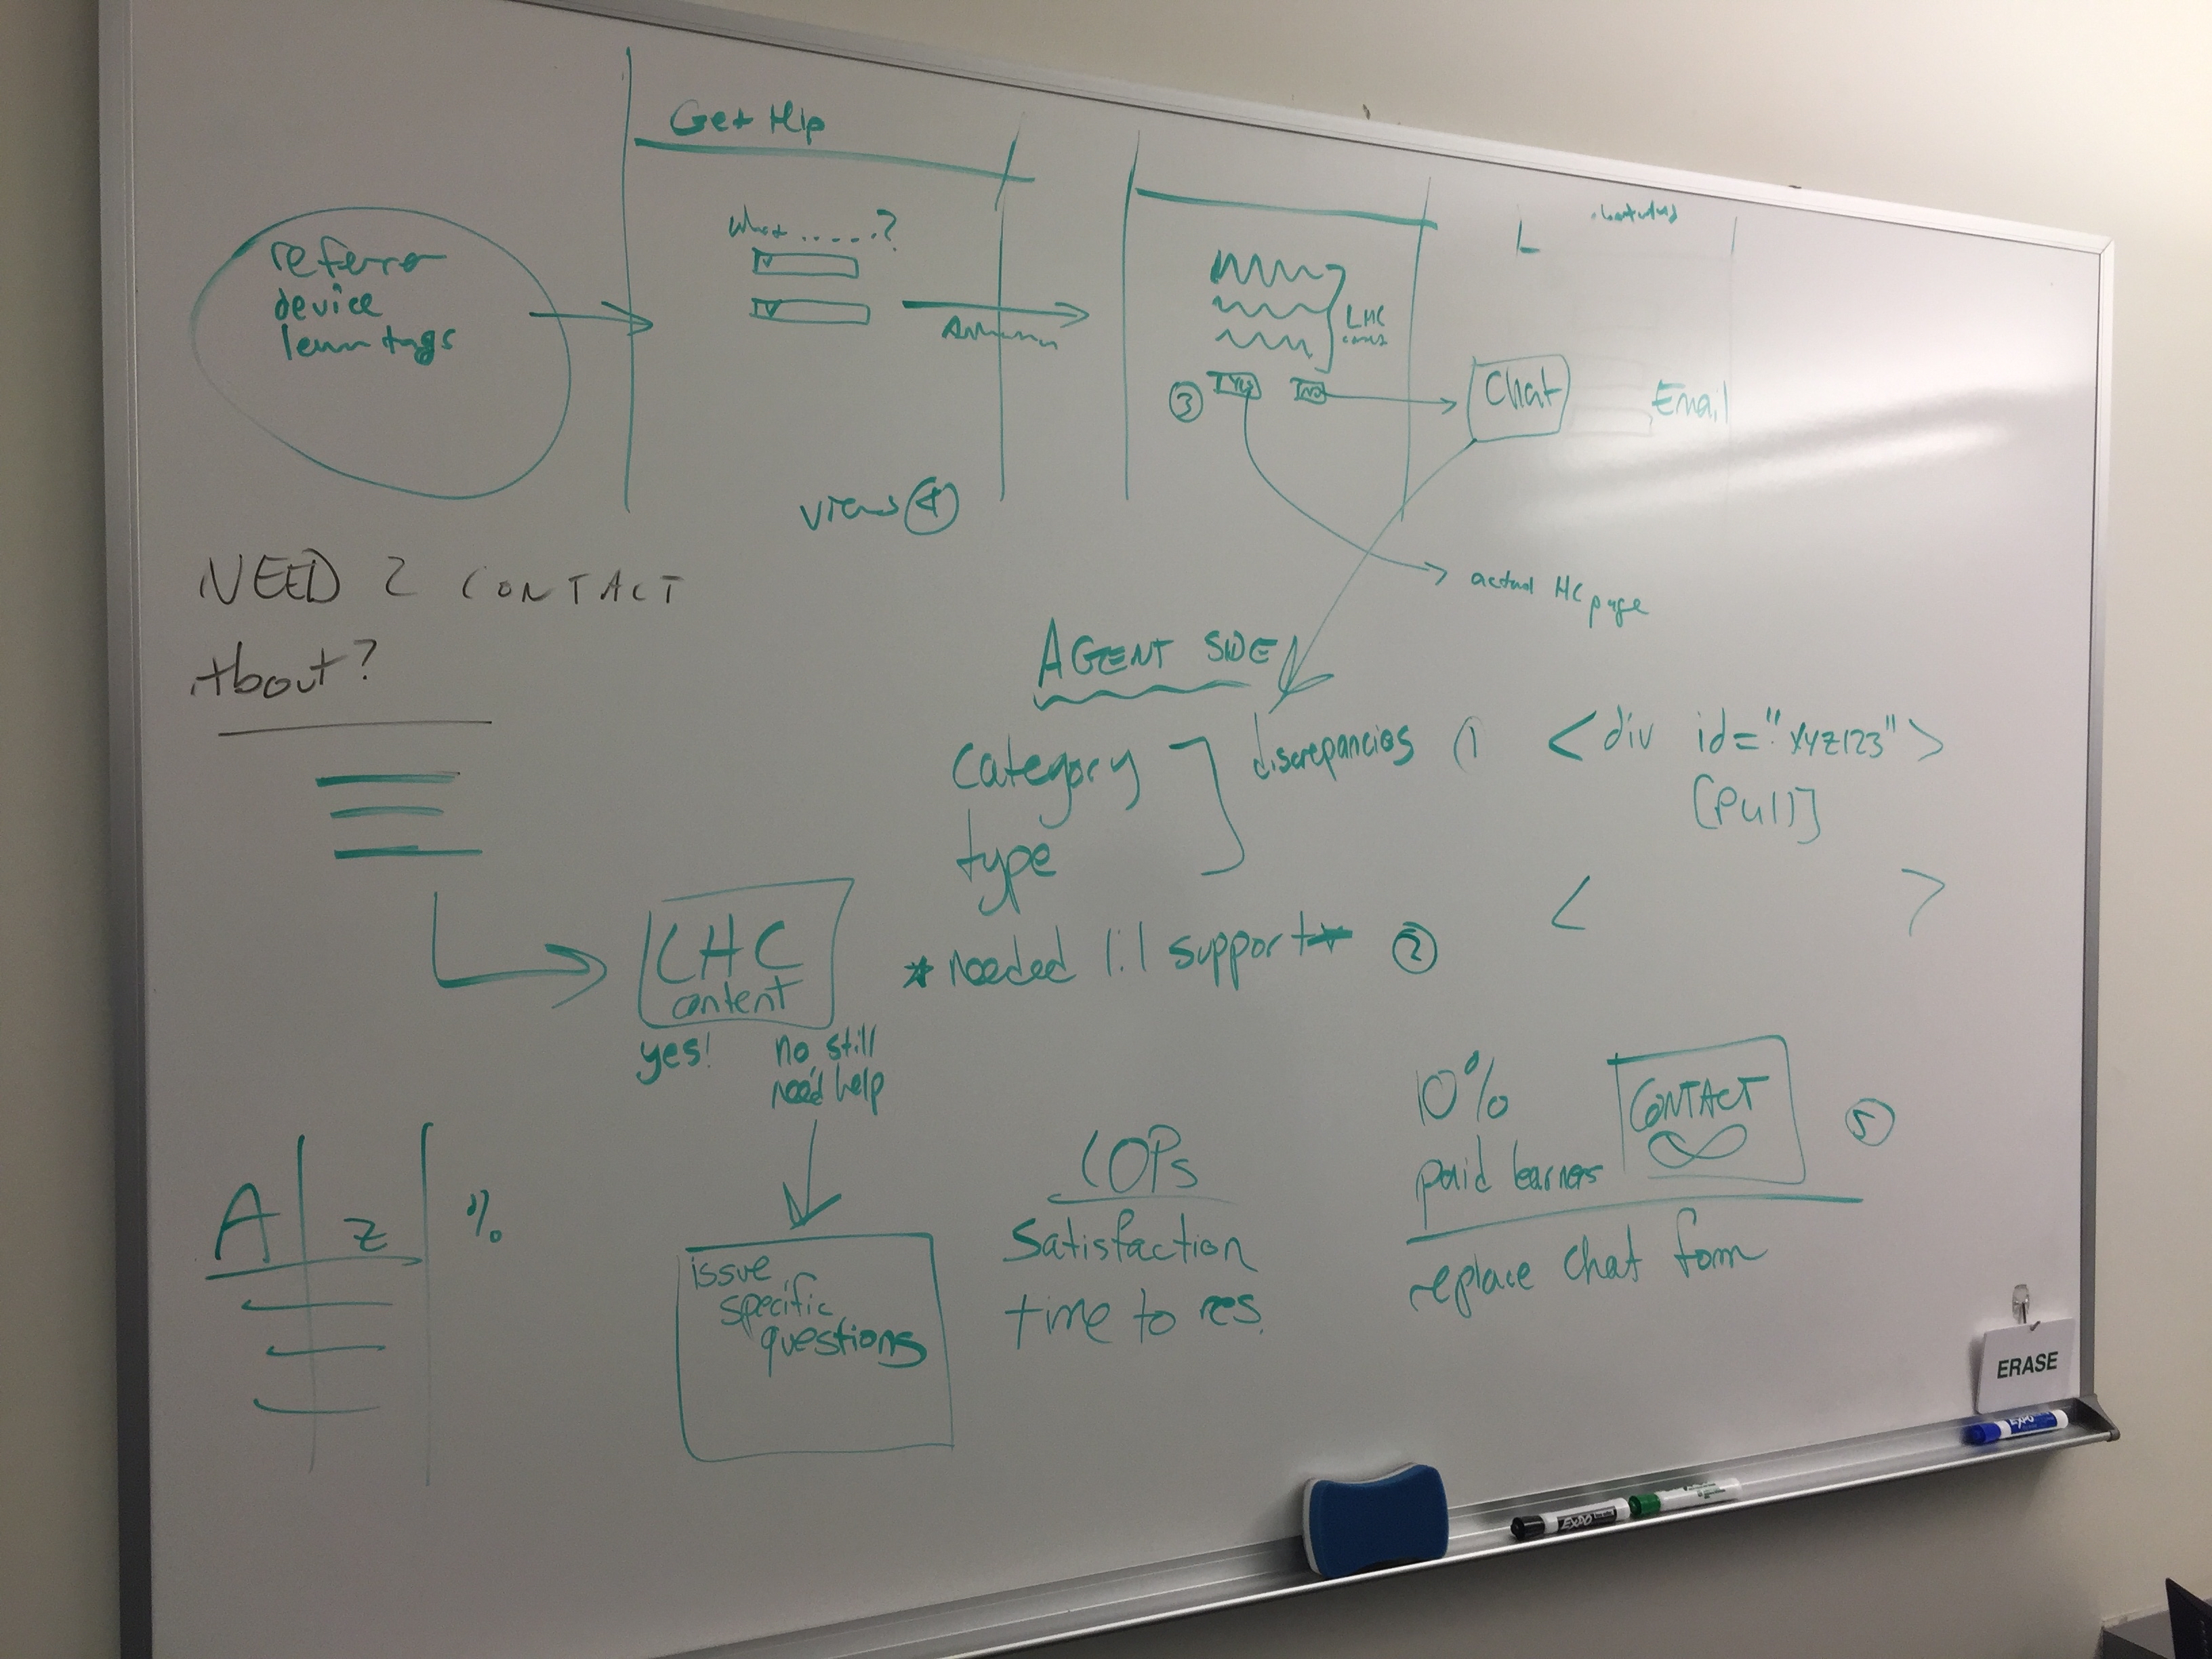 Get Hlp
referrer
device
learn tags
What .....?
LHC
③
Yes
No
Chat
Email
views ④
actual HC page
NEED 2 CONTACT
About?
AGENT SIDE
category
type
discrepancies ①
<div id="xyz123">
[Pull]
< >
LHC
content
yes!
no still
need help
* needed 1:1 support * ②
issue
specific
questions
COPs
Satisfaction
time to res.
10%
paid learners
CONTACT
∞
⑤
replace chat form
A
z
%
ERASE
EXPO
EXPO